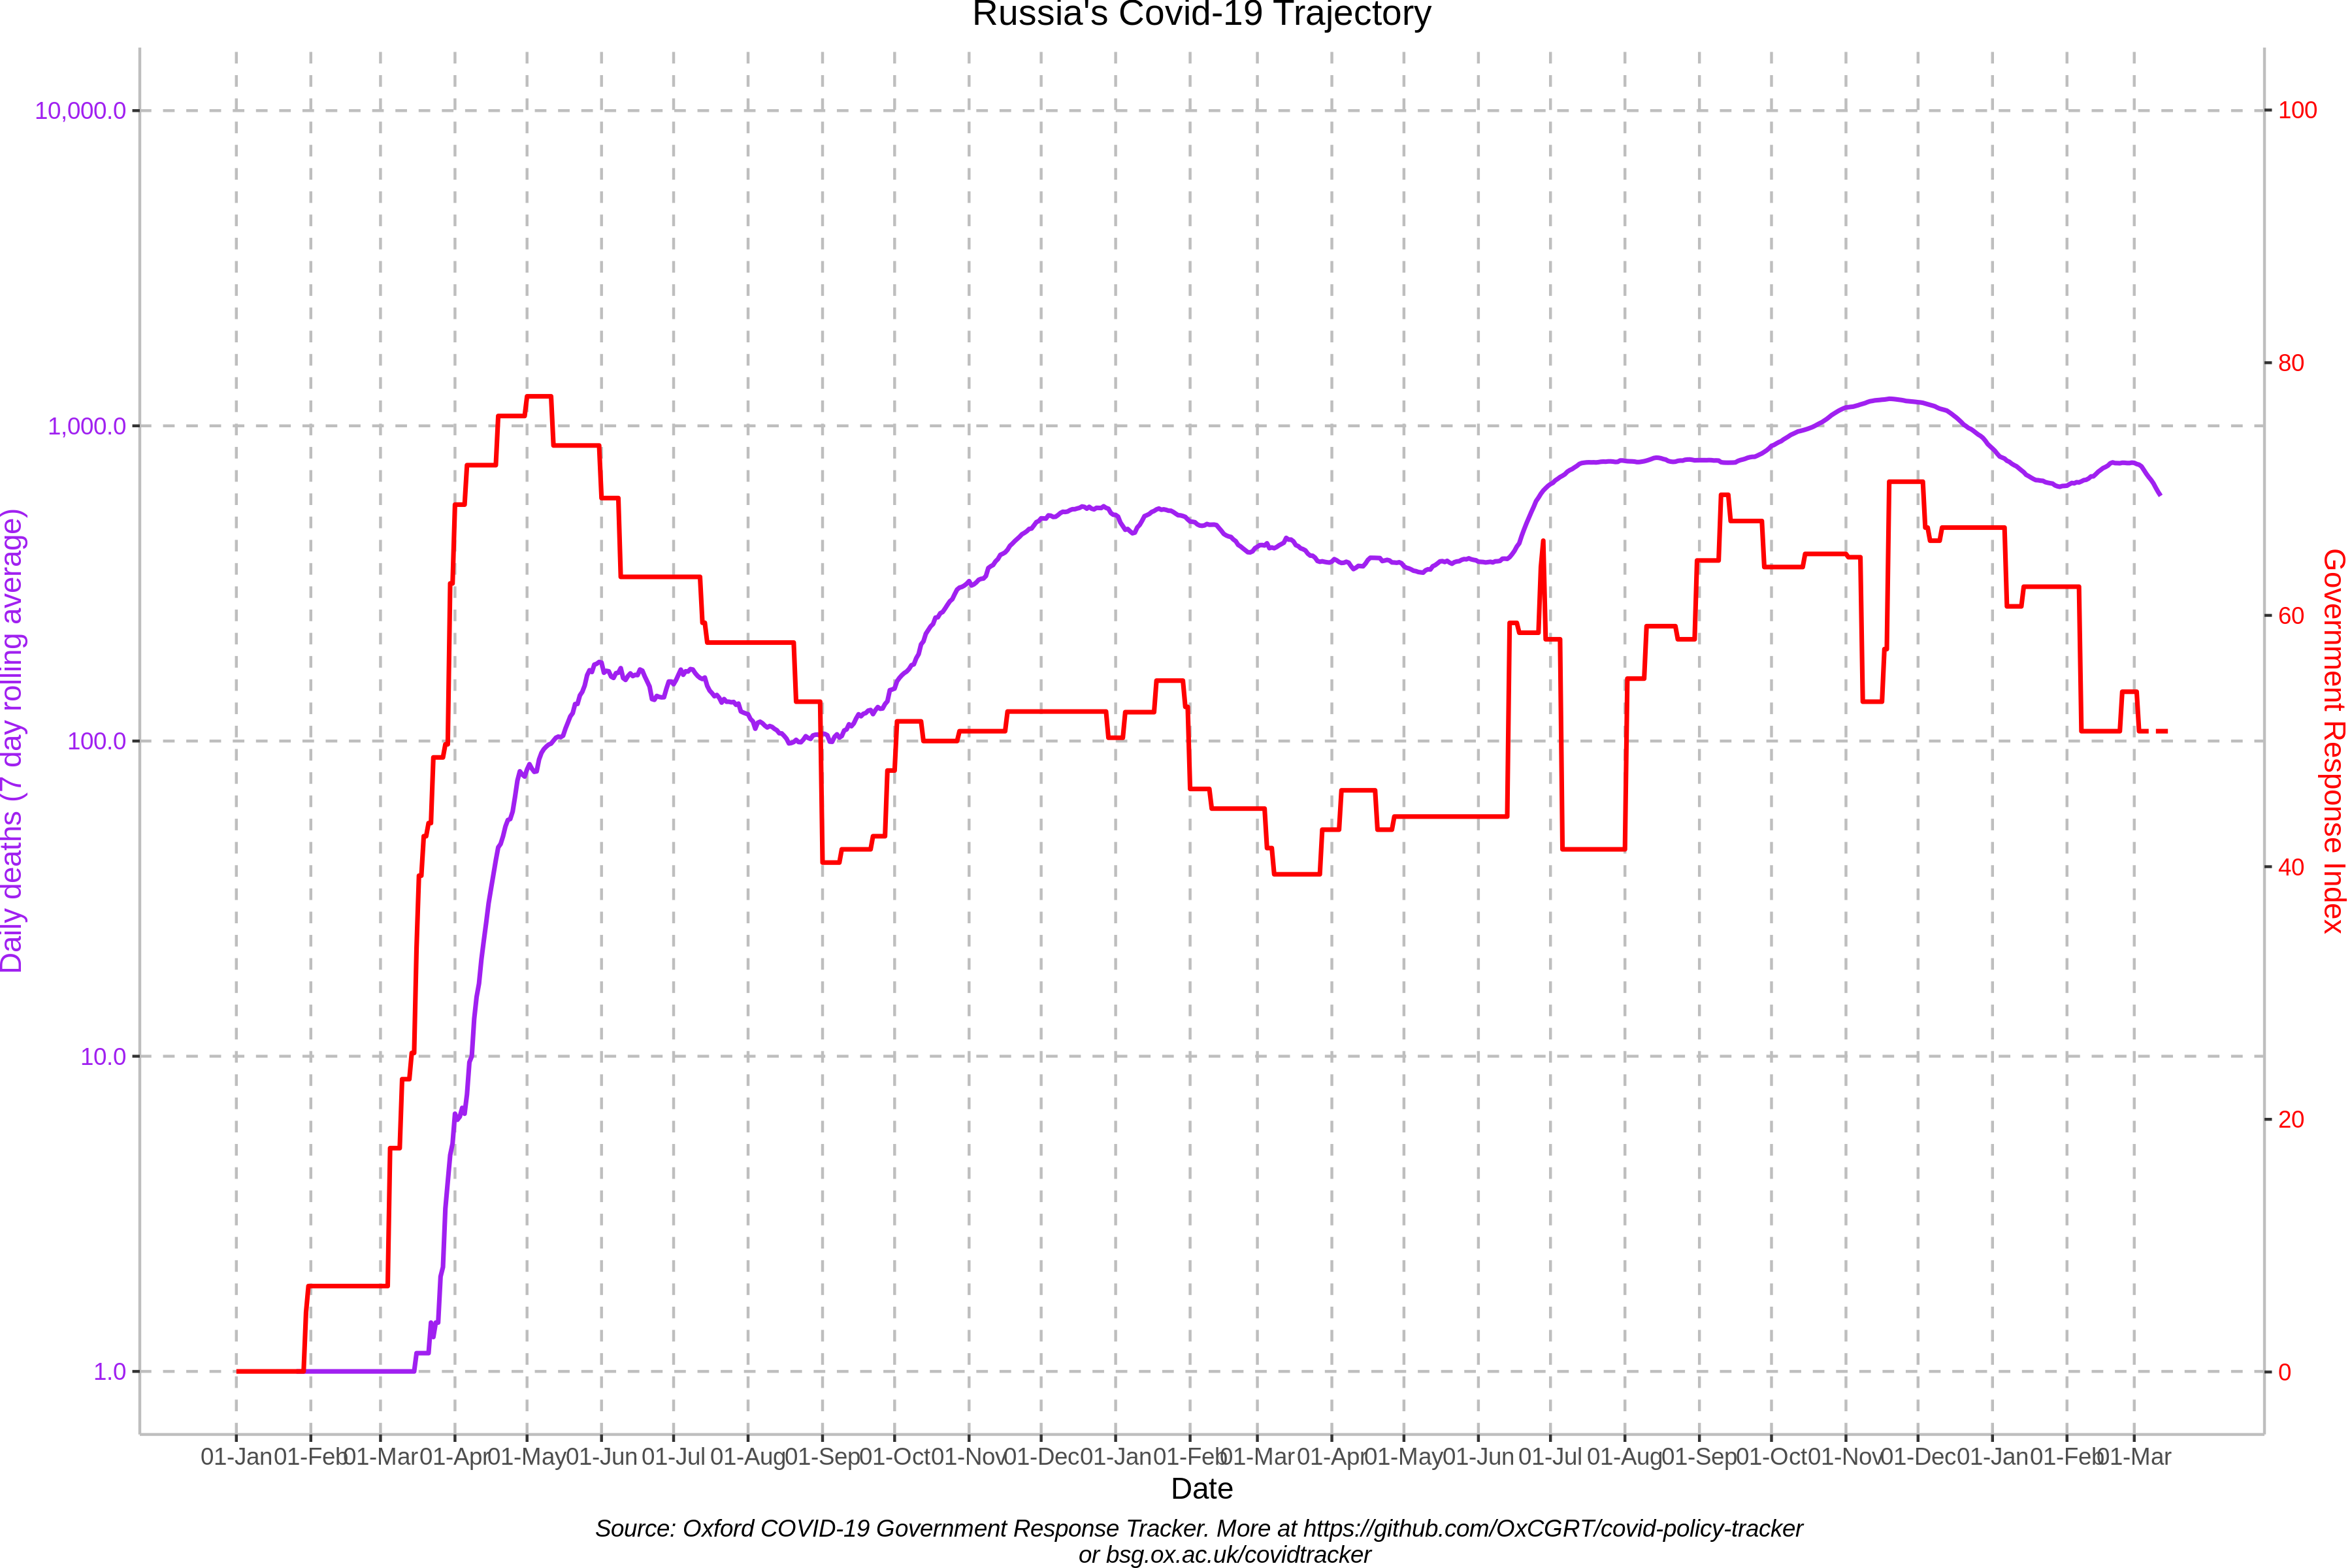 Russia's Covid-19 Trajectory
10,000.0
1,000.0
100.0
10.0
1.0
Daily deaths (7 day rolling average)
100
80
60
40
20
0
Government Response Index
01-Jan 01-Feb 01-Mar 01-Apr 01-May 01-Jun 01-Jul 01-Aug 01-Sep 01-Oct 01-Nov 01-Dec 01-Jan 01-Feb 01-Mar 01-Apr 01-May 01-Jun 01-Jul 01-Aug 01-Sep 01-Oct 01-Nov 01-Dec 01-Jan 01-Feb 01-Mar
Date
Source: Oxford COVID-19 Government Response Tracker. More at https://github.com/OxCGRT/covid-policy-tracker
or bsg.ox.ac.uk/covidtracker